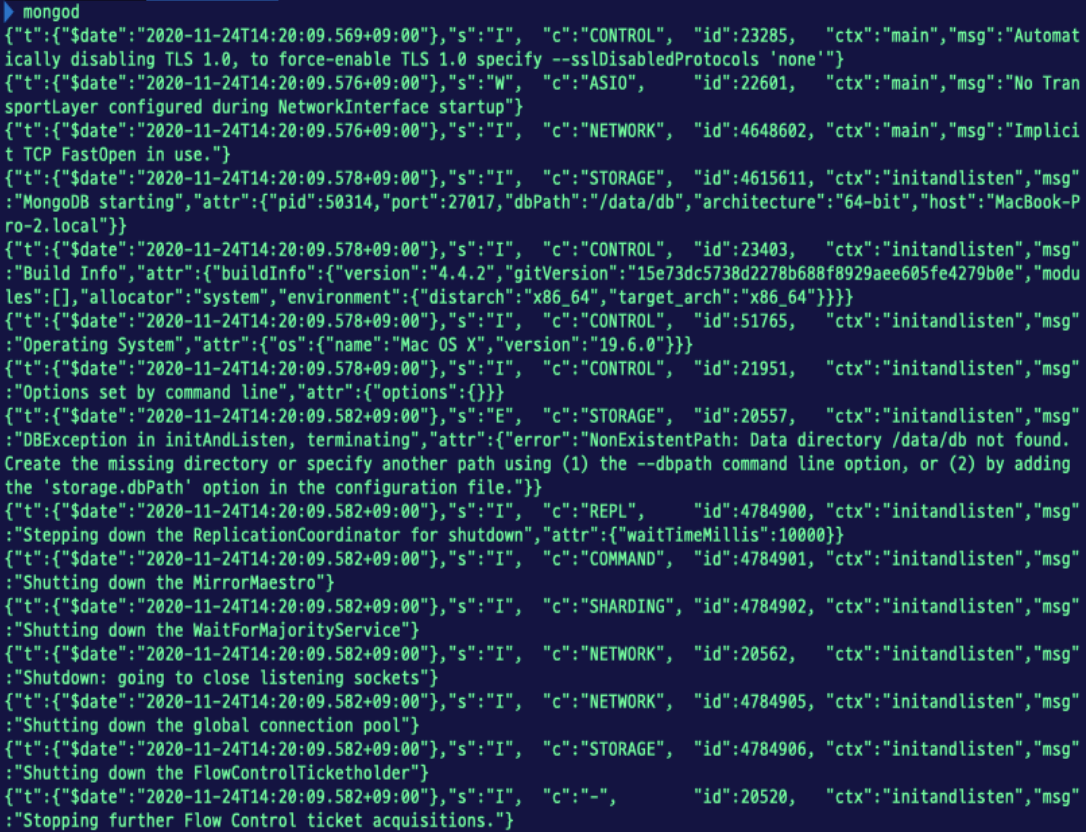 mongod
{"t":{"$date":"2020-11-24T14:20:09.569+09:00"},"s":"I",  "c":"CONTROL",  "id":23285,   "ctx":"main","msg":"Automat
ically disabling TLS 1.0, to force-enable TLS 1.0 specify --sslDisabledProtocols 'none'"}
{"t":{"$date":"2020-11-24T14:20:09.576+09:00"},"s":"W",  "c":"ASIO",     "id":22601,   "ctx":"main","msg":"No Tran
sportLayer configured during NetworkInterface startup"}
{"t":{"$date":"2020-11-24T14:20:09.576+09:00"},"s":"I",  "c":"NETWORK",  "id":4648602, "ctx":"main","msg":"Implici
t TCP FastOpen in use."}
{"t":{"$date":"2020-11-24T14:20:09.578+09:00"},"s":"I",  "c":"STORAGE",  "id":4615611, "ctx":"initandlisten","msg"
:"MongoDB starting","attr":{"pid":50314,"port":27017,"dbPath":"/data/db","architecture":"64-bit","host":"MacBook-P
ro-2.local"}}
{"t":{"$date":"2020-11-24T14:20:09.578+09:00"},"s":"I",  "c":"CONTROL",  "id":23403,   "ctx":"initandlisten","msg"
:"Build Info","attr":{"buildInfo":{"version":"4.4.2","gitVersion":"15e73dc5738d2278b688f8929aee605fe4279b0e","modu
les":[],"allocator":"system","environment":{"distarch":"x86_64","target_arch":"x86_64"}}}}
{"t":{"$date":"2020-11-24T14:20:09.578+09:00"},"s":"I",  "c":"CONTROL",  "id":51765,   "ctx":"initandlisten","msg"
:"Operating System","attr":{"os":{"name":"Mac OS X","version":"19.6.0"}}}
{"t":{"$date":"2020-11-24T14:20:09.578+09:00"},"s":"I",  "c":"CONTROL",  "id":21951,   "ctx":"initandlisten","msg"
:"Options set by command line","attr":{"options":{}}}
{"t":{"$date":"2020-11-24T14:20:09.582+09:00"},"s":"E",  "c":"STORAGE",  "id":20557,   "ctx":"initandlisten","msg"
:"DBException in initAndListen, terminating","attr":{"error":"NonExistentPath: Data directory /data/db not found.
Create the missing directory or specify another path using (1) the --dbpath command line option, or (2) by adding
the 'storage.dbPath' option in the configuration file."}}
{"t":{"$date":"2020-11-24T14:20:09.582+09:00"},"s":"I",  "c":"REPL",     "id":4784900, "ctx":"initandlisten","msg"
:"Stepping down the ReplicationCoordinator for shutdown","attr":{"waitTimeMillis":10000}}
{"t":{"$date":"2020-11-24T14:20:09.582+09:00"},"s":"I",  "c":"COMMAND",  "id":4784901, "ctx":"initandlisten","msg"
:"Shutting down the MirrorMaestro"}
{"t":{"$date":"2020-11-24T14:20:09.582+09:00"},"s":"I",  "c":"SHARDING", "id":4784902, "ctx":"initandlisten","msg"
:"Shutting down the WaitForMajorityService"}
{"t":{"$date":"2020-11-24T14:20:09.582+09:00"},"s":"I",  "c":"NETWORK",  "id":20562,   "ctx":"initandlisten","msg"
:"Shutdown: going to close listening sockets"}
{"t":{"$date":"2020-11-24T14:20:09.582+09:00"},"s":"I",  "c":"NETWORK",  "id":4784905, "ctx":"initandlisten","msg"
:"Shutting down the global connection pool"}
{"t":{"$date":"2020-11-24T14:20:09.582+09:00"},"s":"I",  "c":"STORAGE",  "id":4784906, "ctx":"initandlisten","msg"
:"Shutting down the FlowControlTicketholder"}
{"t":{"$date":"2020-11-24T14:20:09.582+09:00"},"s":"I",  "c":"-",        "id":20520,   "ctx":"initandlisten","msg"
:"Stopping further Flow Control ticket acquisitions."}